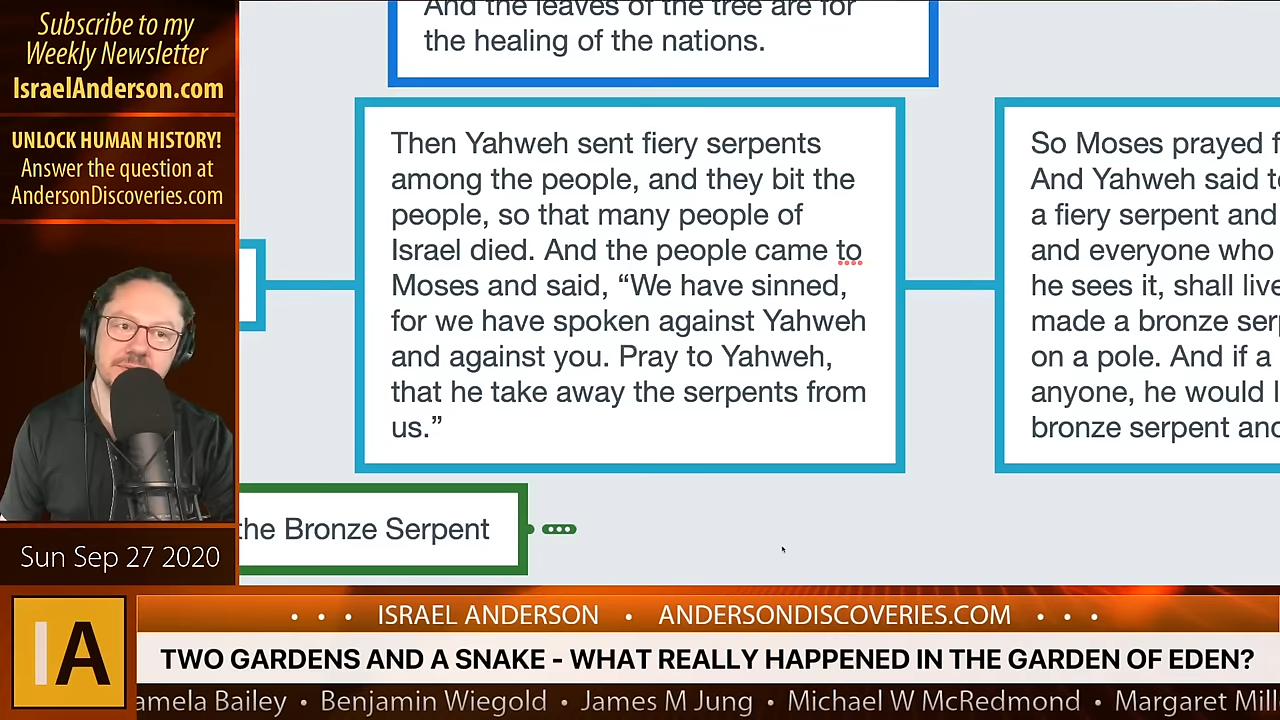 Subscribe to my
Weekly Newsletter
IsraelAnderson.com
UNLOCK HUMAN HISTORY!
Answer the question at
AndersonDiscoveries.com
And the leaves of the tree are for
the healing of the nations.
Then Yahweh sent fiery serpents
among the people, and they bit the
people, so that many people of
Israel died. And the people came to
Moses and said, “We have sinned,
for we have spoken against Yahweh
and against you. Pray to Yahweh,
that he take away the serpents from
us.”
So Moses prayed f
And Yahweh said to
a fiery serpent and
and everyone who
he sees it, shall live
made a bronze serp
on a pole. And if a
anyone, he would l
bronze serpent and
the Bronze Serpent
Sun Sep 27 2020
IA
• • • ISRAEL ANDERSON • ANDERSONDISCOVERIES.COM • • •
TWO GARDENS AND A SNAKE - WHAT REALLY HAPPENED IN THE GARDEN OF EDEN?
amela Bailey • Benjamin Wiegold • James M Jung • Michael W McRedmond • Margaret Mill